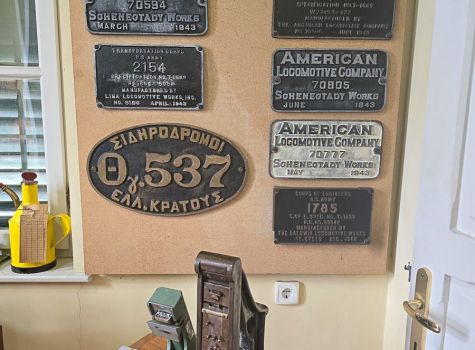 70594
SCHENECTADY WORKS
MARCH 1943
MANUFACTURED BY
THE AMERICAN LOCOMOTIVE COMPANY
JUNE 1943
TRANSPORTATION CORPS
U.S. ARMY
2154
MANUFACTURED BY
LIMA LOCOMOTIVE WORKS, INC.
APRIL-1943
AMERICAN
LOCOMOTIVE COMPANY
70805
SCHENECTADY WORKS
JUNE 1943
ΣΙΔΗΡΟΔΡΟΜΟΙ
Θγ.537
ΕΛΛ.ΚΡΑΤΟΥΣ
AMERICAN
LOCOMOTIVE COMPANY
70777
SCHENECTADY WORKS
MAY 1943
CORPS OF ENGINEERS
U.S. ARMY
1785
MANUFACTURED BY
THE BALDWIN LOCOMOTIVE WORKS